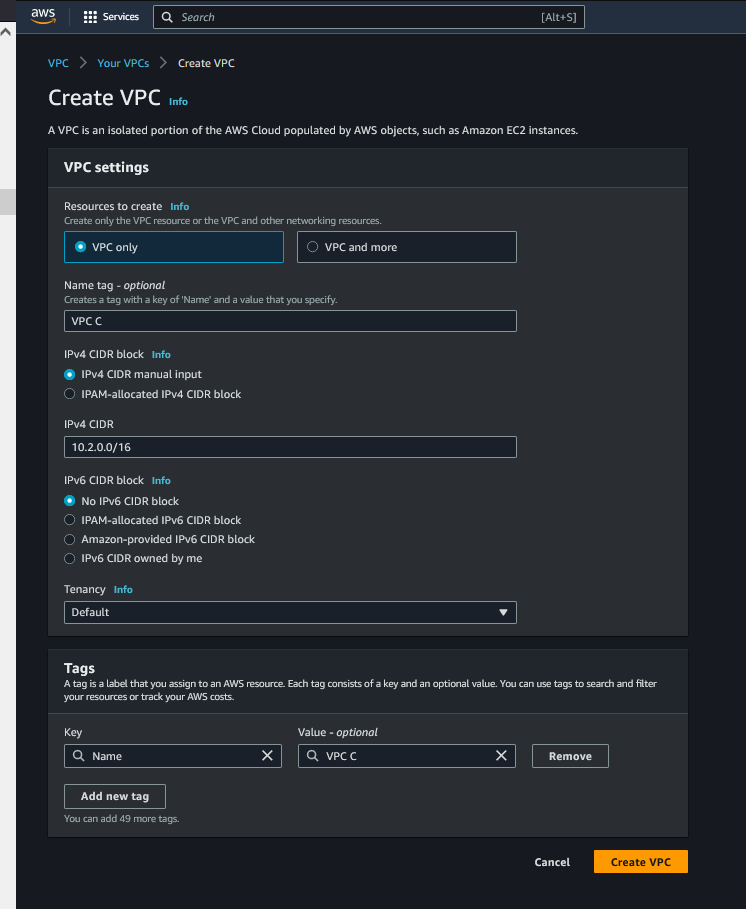 aws
Services
Search [Alt+S]
VPC > Your VPCs > Create VPC
Create VPC Info
A VPC is an isolated portion of the AWS Cloud populated by AWS objects, such as Amazon EC2 instances.
VPC settings
Resources to create Info
Create only the VPC resource or the VPC and other networking resources.
VPC only
VPC and more
Name tag - optional
Creates a tag with a key of 'Name' and a value that you specify.
VPC C
IPv4 CIDR block Info
IPv4 CIDR manual input
IPAM-allocated IPv4 CIDR block
IPv4 CIDR
10.2.0.0/16
IPv6 CIDR block Info
No IPv6 CIDR block
IPAM-allocated IPv6 CIDR block
Amazon-provided IPv6 CIDR block
IPv6 CIDR owned by me
Tenancy Info
Default
Tags
A tag is a label that you assign to an AWS resource. Each tag consists of a key and an optional value. You can use tags to search and filter
your resources or track your AWS costs.
Key
Value - optional
Name
VPC C
Remove
Add new tag
You can add 49 more tags.
Cancel
Create VPC